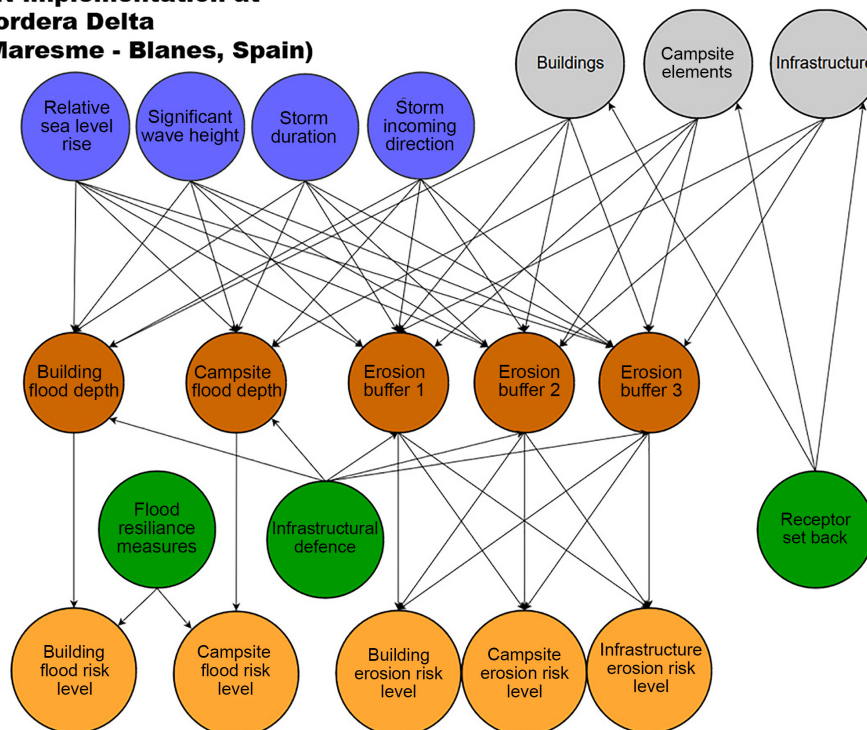 ordera Delta
Maresme - Blanes, Spain)
Buildings
Campsite
elements
Infrastructure
Relative
sea level
rise
Significant
wave height
Storm
duration
Storm
incoming
direction
Building
flood depth
Campsite
flood depth
Erosion
buffer 1
Erosion
buffer 2
Erosion
buffer 3
Flood
resiliance
measures
Infrastructural
defence
Receptor
set back
Building
flood risk
level
Campsite
flood risk
level
Building
erosion risk
level
Campsite
erosion risk
level
Infrastructure
erosion risk
level